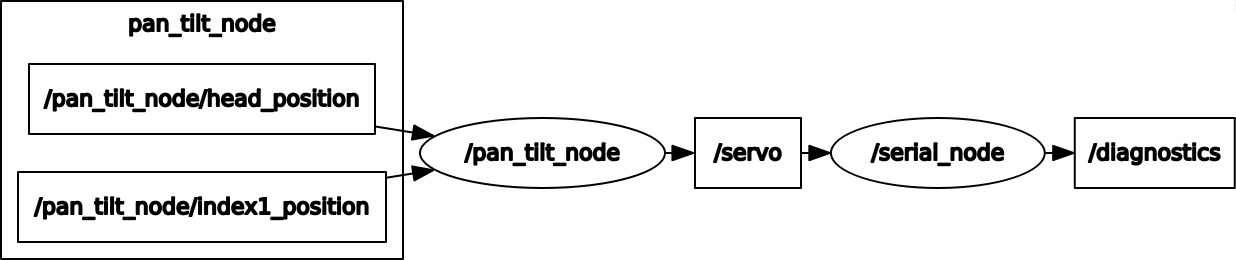 pan_tilt_node
/pan_tilt_node/head_position
/pan_tilt_node/index1_position
/pan_tilt_node
/servo
/serial_node
/diagnostics